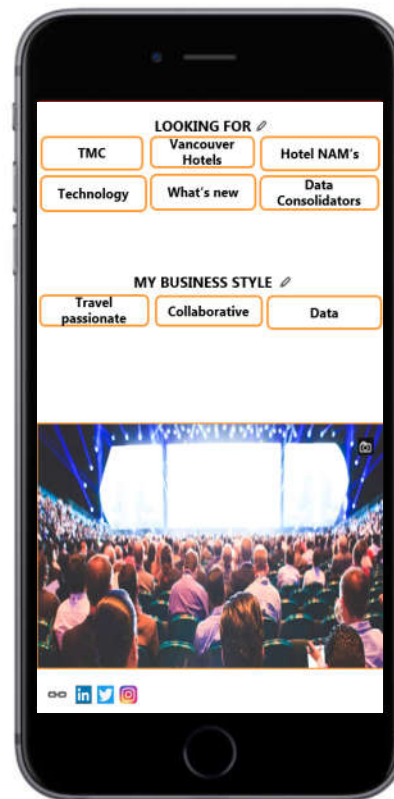 LOOKING FOR
TMC
Vancouver
Hotels
Hotel NAM's
Technology
What's new
Data
Consolidators
MY BUSINESS STYLE
Travel
passionate
Collaborative
Data
in